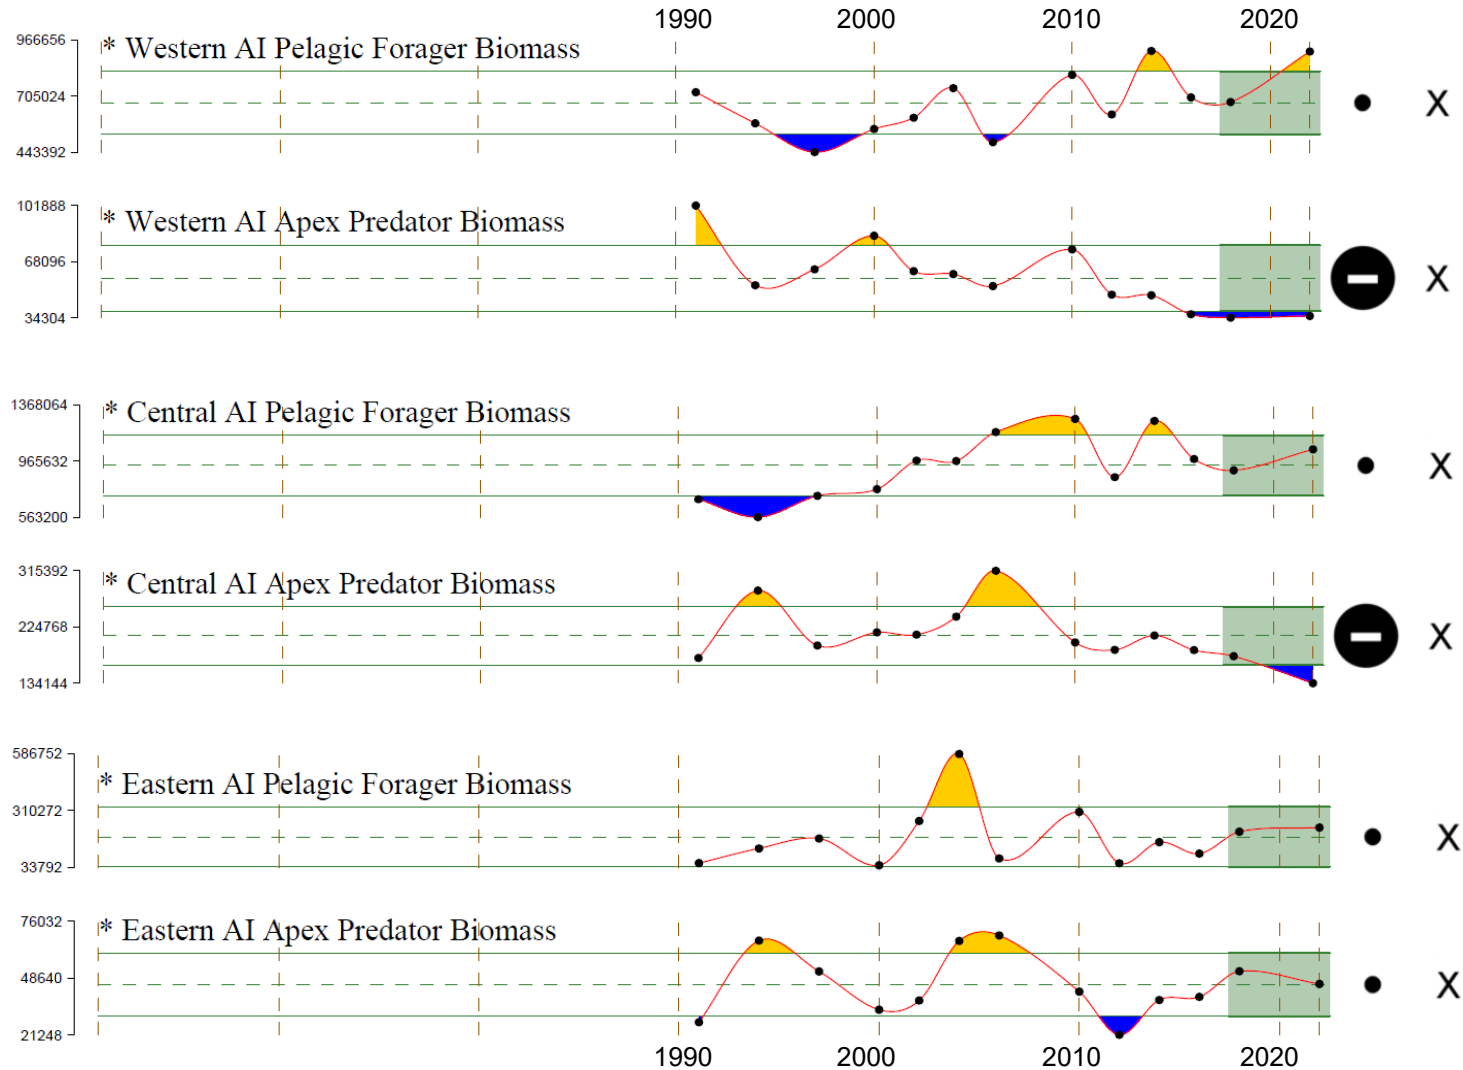 1990 2000 2010 2020
966656
* Western AI Pelagic Forager Biomass
705024
X
443392
101888
* Western AI Apex Predator Biomass
68096
X
34304
1368064
* Central AI Pelagic Forager Biomass
965632
X
563200
315392
* Central AI Apex Predator Biomass
224768
X
134144
586752
* Eastern AI Pelagic Forager Biomass
310272
X
33792
76032
* Eastern AI Apex Predator Biomass
48640
X
21248
1990 2000 2010 2020